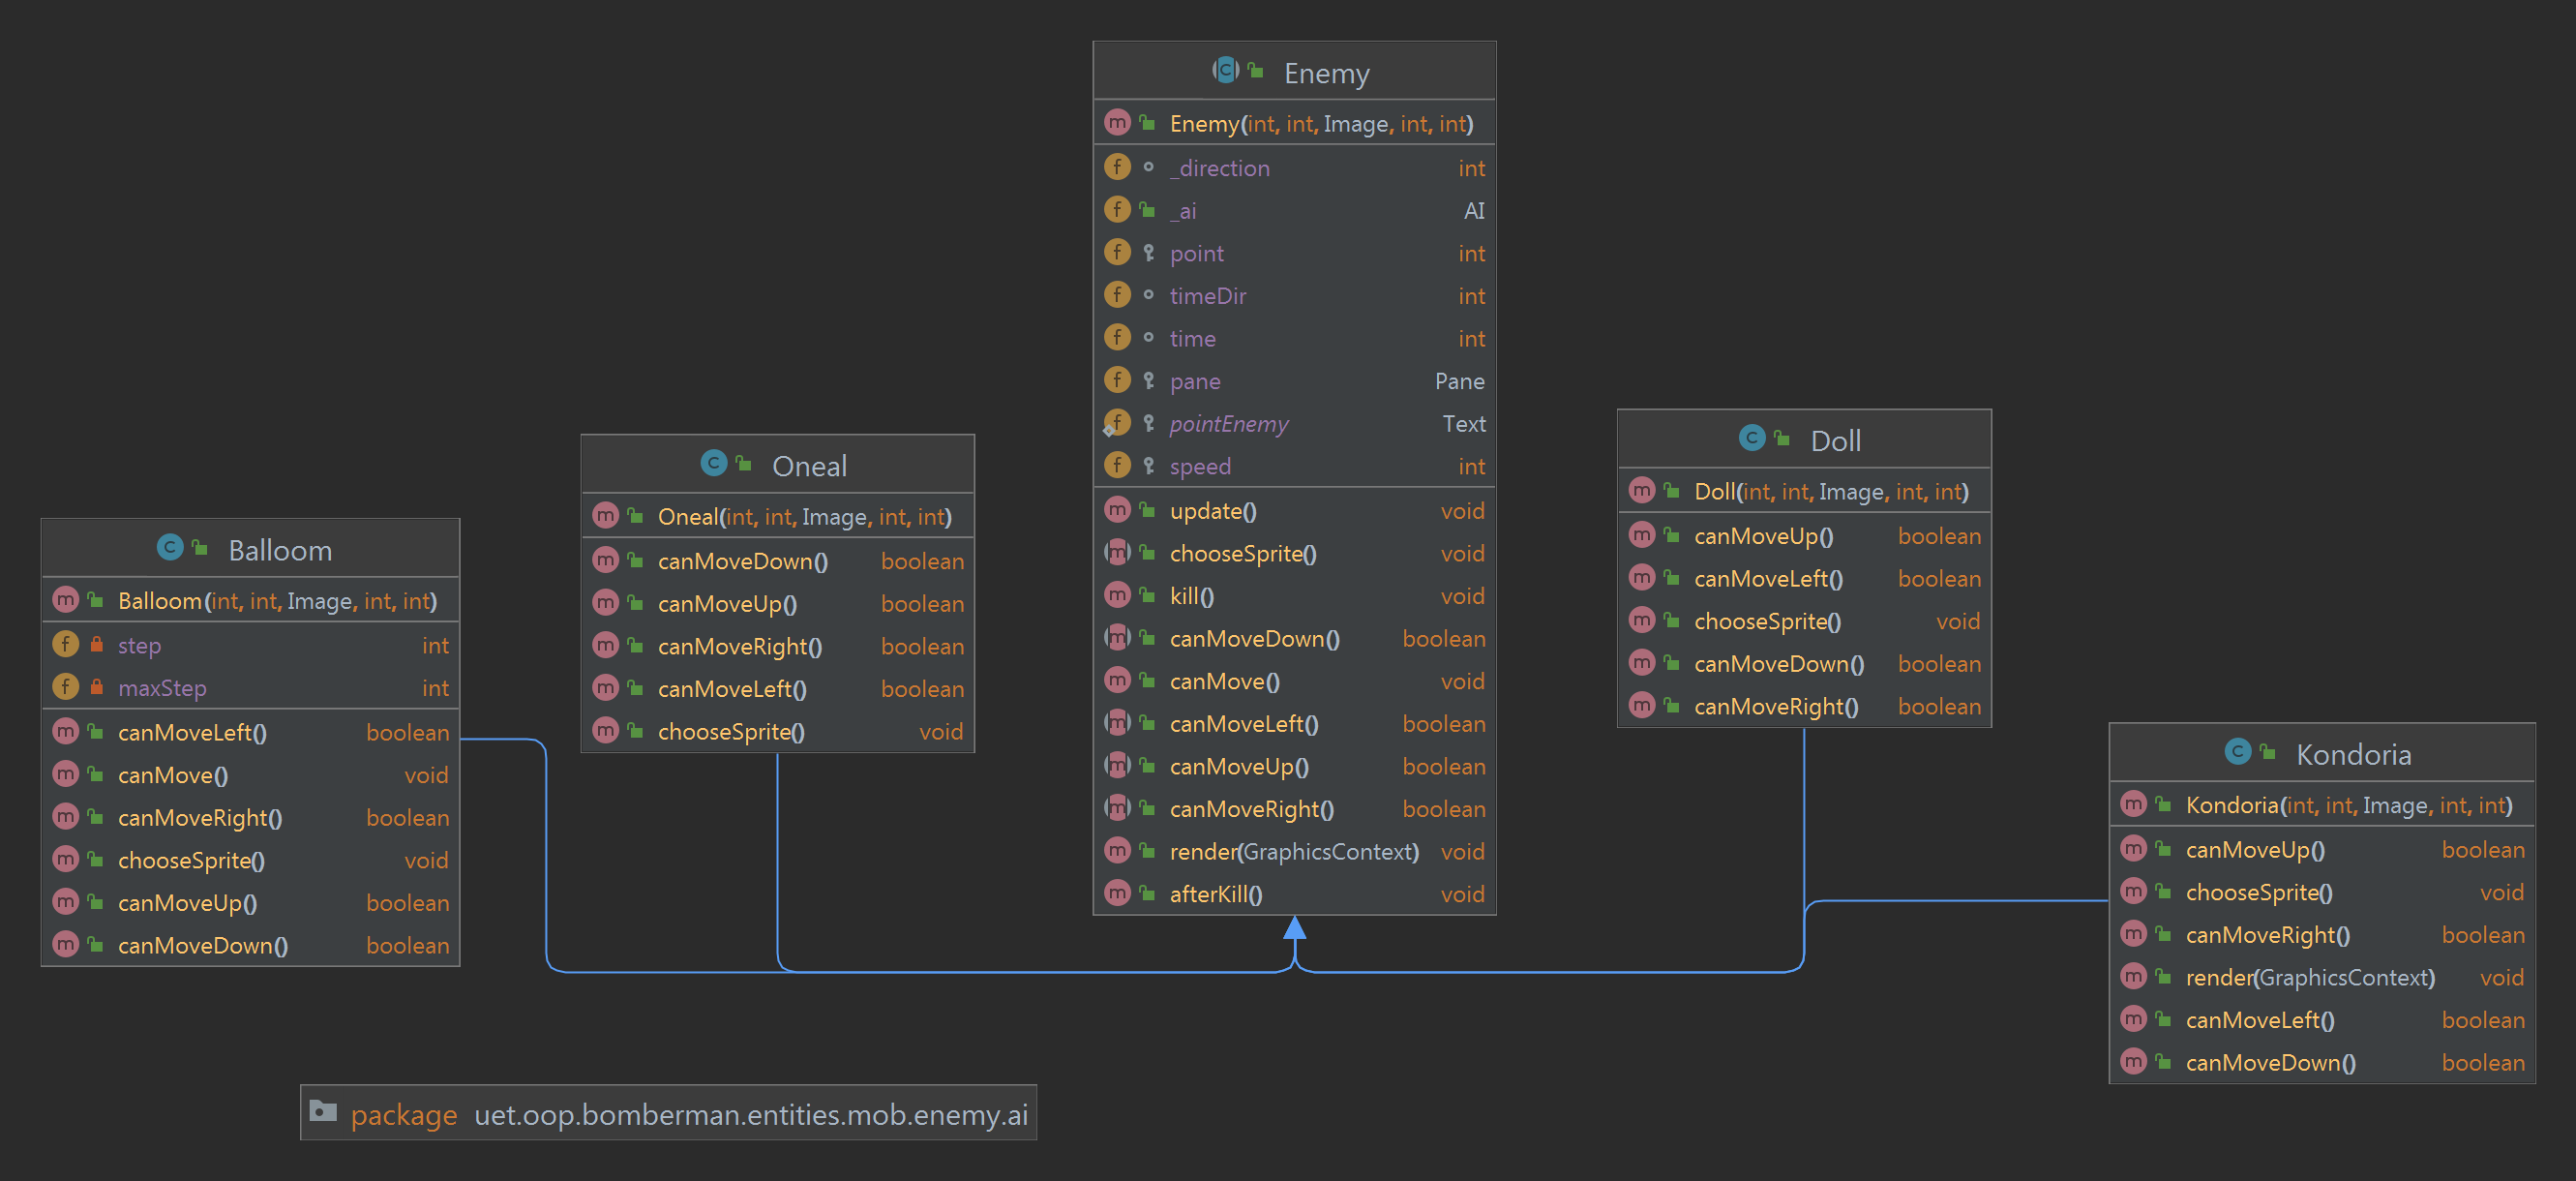 Enemy
Enemy(int, int, Image, int, int)
_direction int
_ai AI
point int
timeDir int
time int
pane Pane
pointEnemy Text
speed int
update() void
chooseSprite() void
kill() void
canMoveDown() boolean
canMove() void
canMoveLeft() boolean
canMoveUp() boolean
canMoveRight() boolean
render(GraphicsContext) void
afterKill() void
Balloom
Balloom(int, int, Image, int, int)
step int
maxStep int
canMoveLeft() boolean
canMove() void
canMoveRight() boolean
chooseSprite() void
canMoveUp() boolean
canMoveDown() boolean
Oneal
Oneal(int, int, Image, int, int)
canMoveDown() boolean
canMoveUp() boolean
canMoveRight() boolean
canMoveLeft() boolean
chooseSprite() void
Doll
Doll(int, int, Image, int, int)
canMoveUp() boolean
canMoveLeft() boolean
chooseSprite() void
canMoveDown() boolean
canMoveRight() boolean
Kondoria
Kondoria(int, int, Image, int, int)
canMoveUp() boolean
chooseSprite() void
canMoveRight() boolean
render(GraphicsContext) void
canMoveLeft() boolean
canMoveDown() boolean
package uet.oop.bomberman.entities.mob.enemy.ai